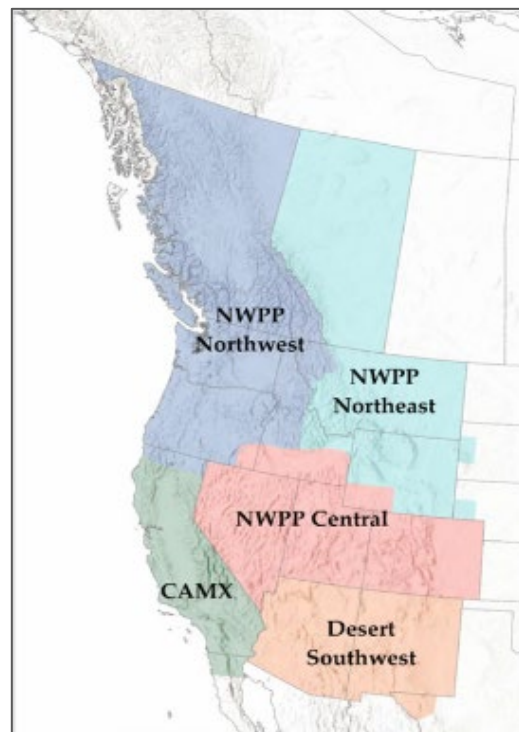 NWPP
Northwest
NWPP
Northeast
NWPP Central
CAMX
Desert
Southwest